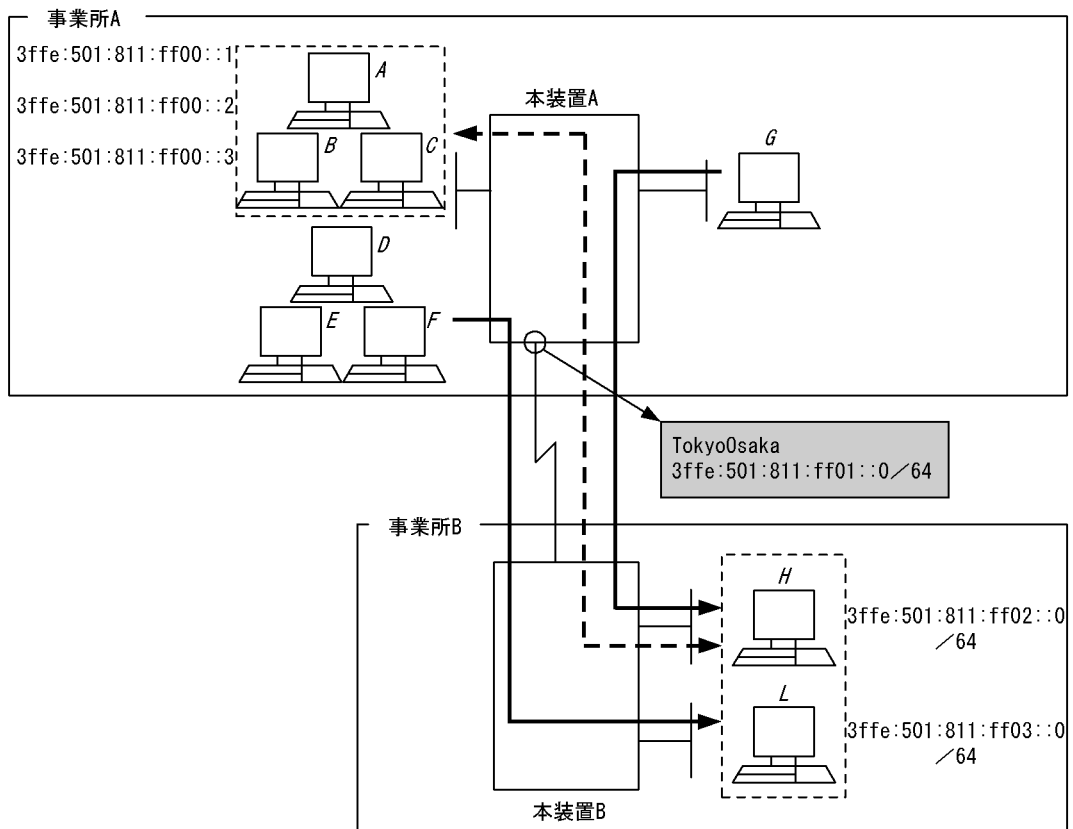 事業所A
3ffe:501:811:ff00::1
3ffe:501:811:ff00::2
3ffe:501:811:ff00::3
A
B
C
D
E
F
本装置A
G
TokyoOsaka
3ffe:501:811:ff01::0／64
事業所B
H
3ffe:501:811:ff02::0
／64
L
3ffe:501:811:ff03::0
／64
本装置B